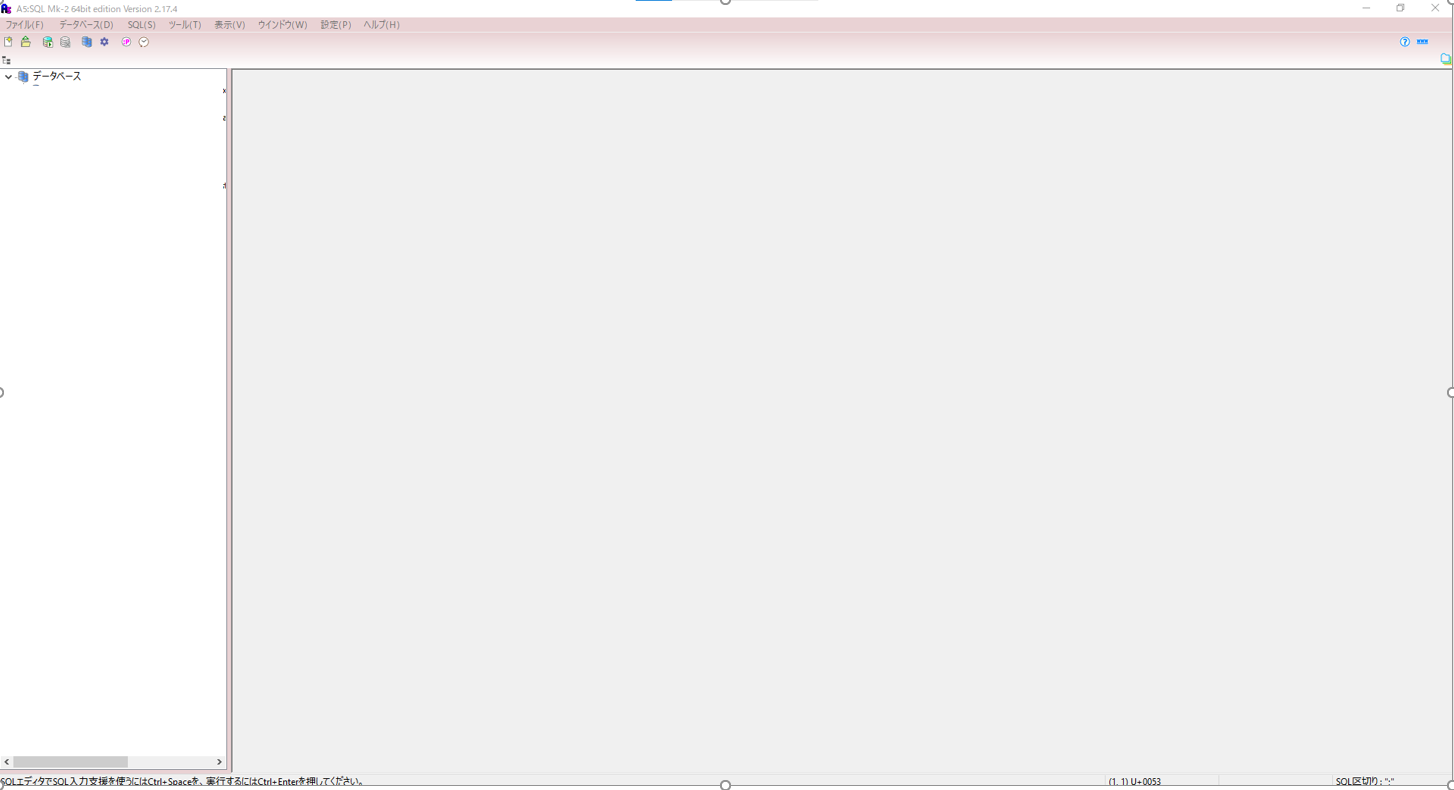 A5:SQL Mk-2 64bit edition Version 2.17.4
ファイル(F) データベース(D) SQL(S) ツール(T) 表示(V) ウインドウ(W) 設定(P) ヘルプ(H)
データベース
SQLエディタでSQL入力支援を使うにはCtrl+Spaceを、実行するにはCtrl+Enterを押してください。 (1, 1) U+0053 SQL区切り : ";"